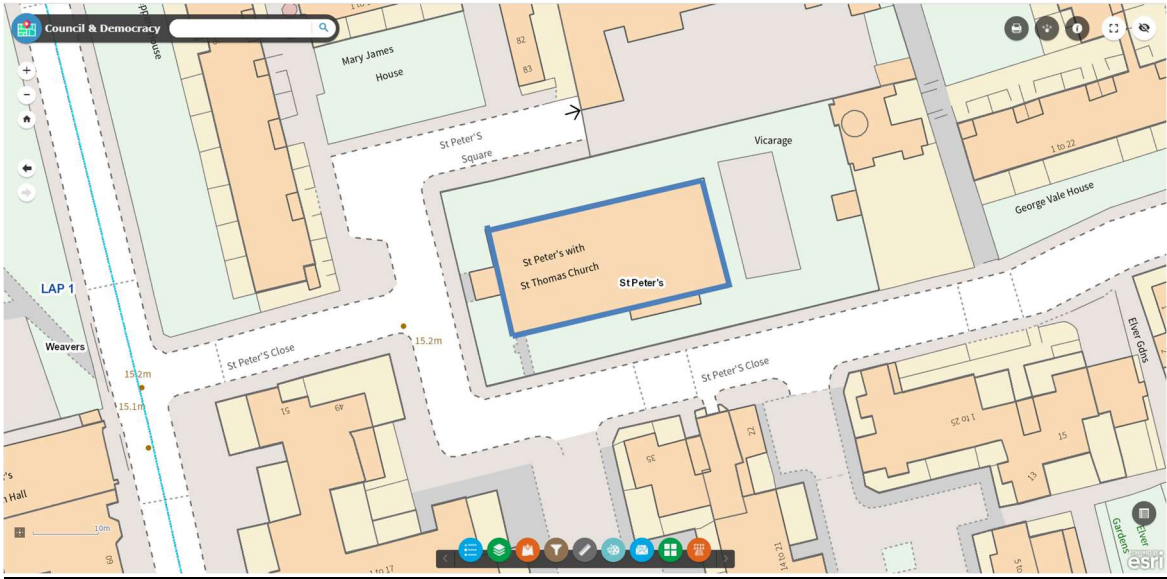 Council & Democracy
Mary James
House
82
83
St Peter'S
Square
Vicarage
1 to 22
George Vale House
St Peter's with
St Thomas Church
St Peter's
LAP 1
Weavers
15.2m
15.2m
15.1m
St Peter'S Close
St Peter'S Close
Elver Gdns
51
49
35
22
1 to 25
15
13
10m
69
14 to 21
Elver
Gardens
esri